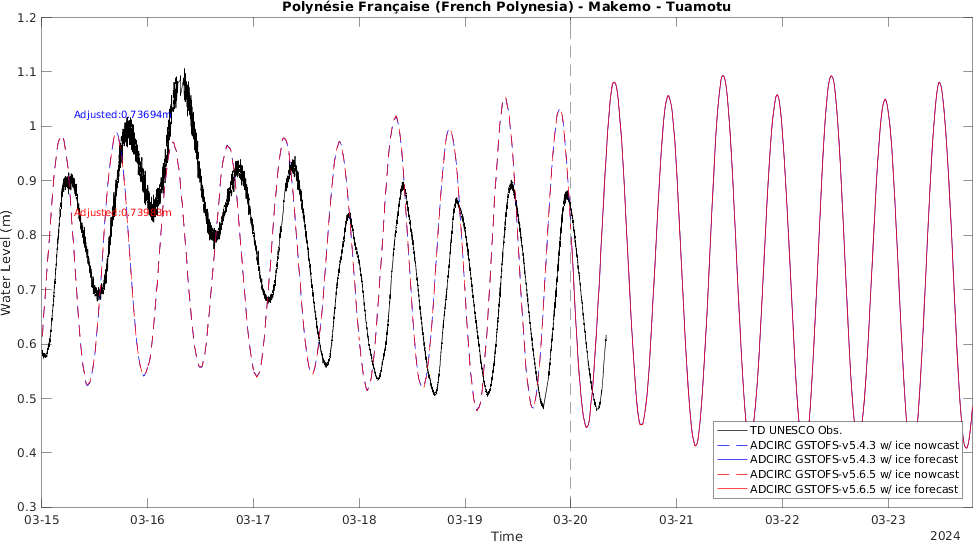 Polynésie Française (French Polynesia) - Makemo - Tuamotu
1.2
1.1
1
0.9
0.8
0.7
0.6
0.5
0.4
0.3
Water Level (m)
Adjusted:0.73694m
TD UNESCO Obs.
ADCIRC GSTOFS-v5.4.3 w/ ice nowcast
ADCIRC GSTOFS-v5.4.3 w/ ice forecast
ADCIRC GSTOFS-v5.6.5 w/ ice nowcast
ADCIRC GSTOFS-v5.6.5 w/ ice forecast
03-15 03-16 03-17 03-18 03-19 03-20 03-21 03-22 03-23
Time
2024